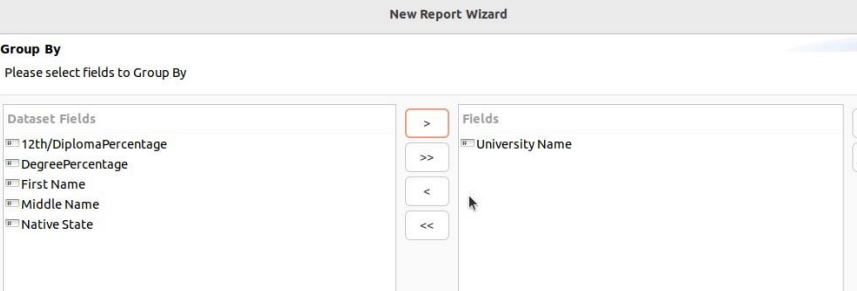 New Report Wizard
Group By
Please select fields to Group By
Dataset Fields
12th/DiplomaPercentage
DegreePercentage
First Name
Middle Name
Native State
>
>>
<
<<
Fields
University Name